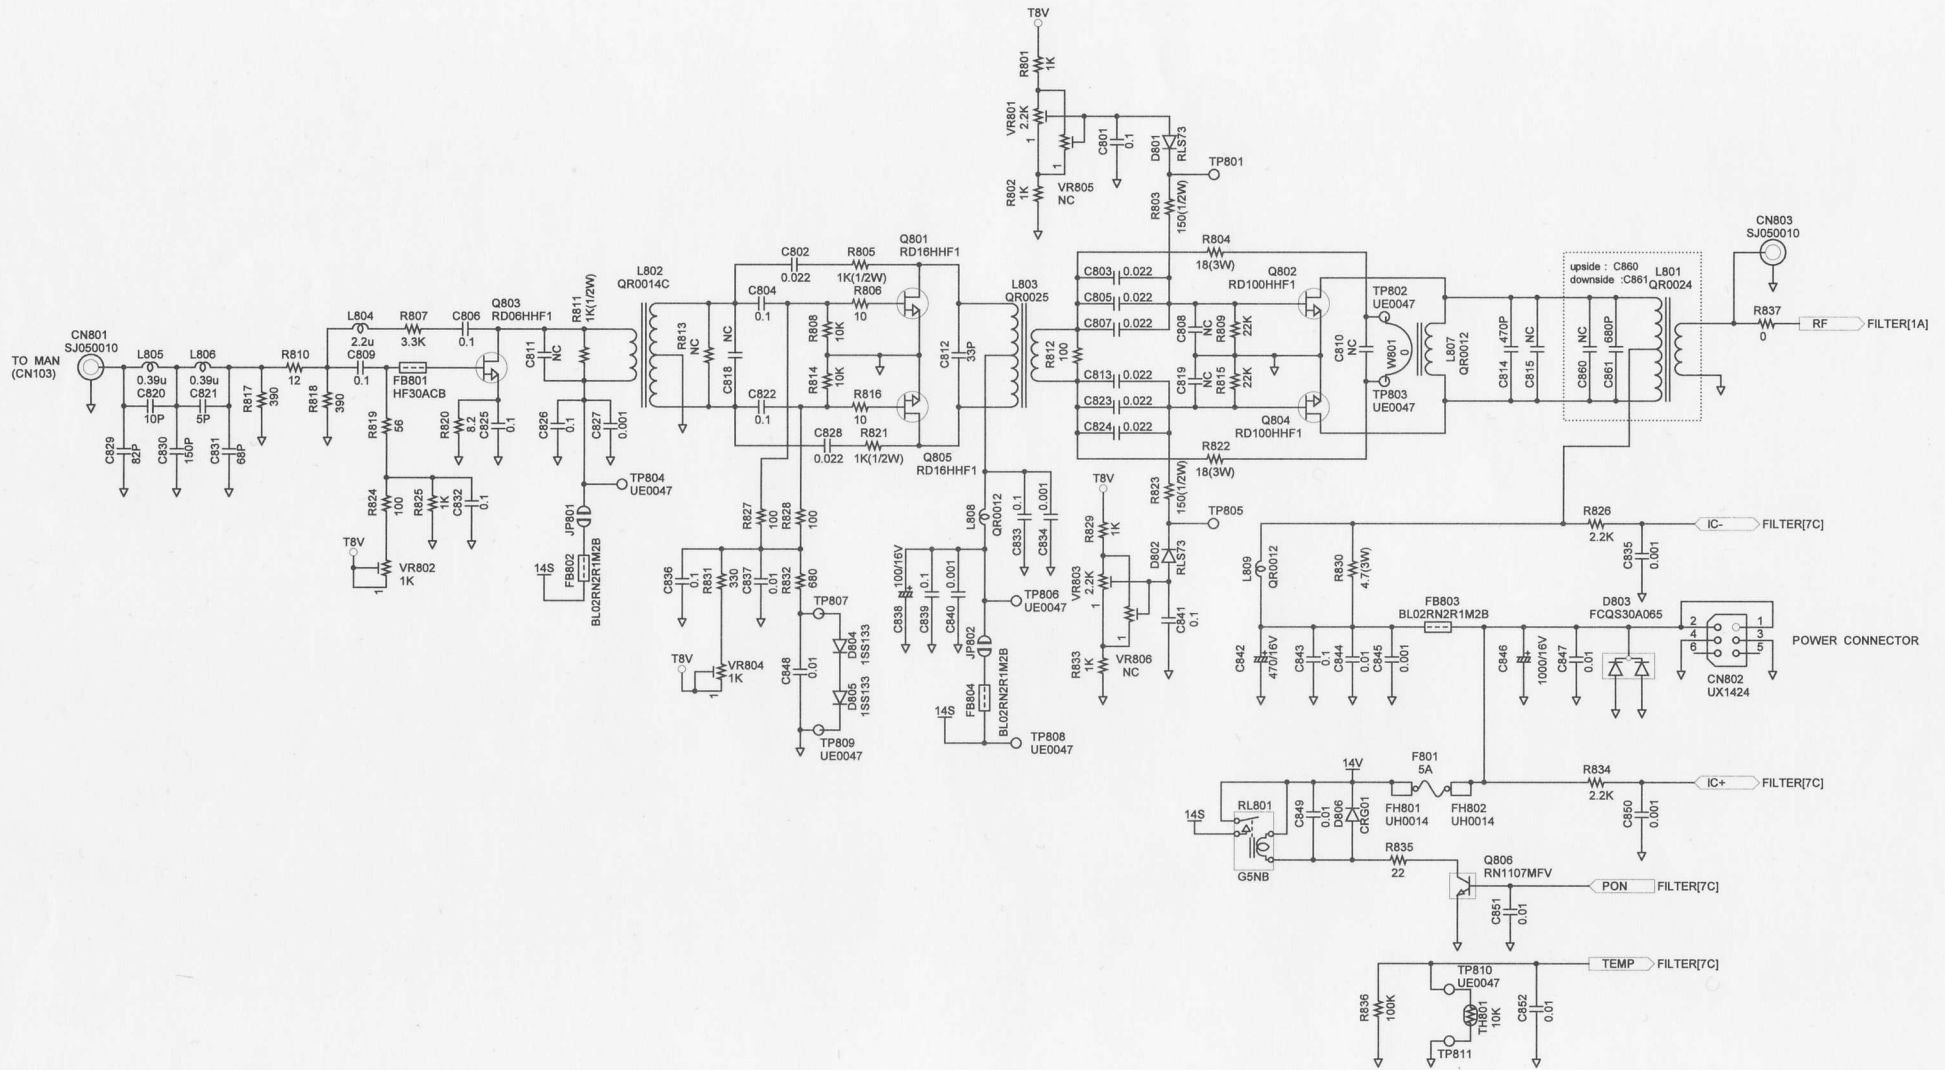 T8V
R801
1K
VR801
2.2K
1
1
VR805
NC
R802
1K
C801
0.1
D801
RLS73
TP801
R803
150(1/2W)
CN803
SJ050010
upside : C860
downside :C861
L801
QR0024
R837
0
RF
FILTER[1A]
TO MAN
(CN103)
CN801
SJ050010
L805
0.39u
C820
10P
L806
0.39u
C821
5P
C829
82P
C830
150P
C831
68P
R817
390
R810
12
R818
390
L804
2.2u
R807
3.3K
C806
0.1
C809
0.1
FB801
HF30ACB
Q803
RD06HHF1
R819
56
R820
8.2
C825
0.1
R824
100
R825
1K
C832
0.1
T8V
VR802
1K
1
C811
NC
R811
1K(1/2W)
C826
0.1
C827
0.001
TP804
UE0047
JP801
FB802
BL02RN2R1M2B
14S
L802
QR0014C
R813
NC
C818
NC
C802
0.022
R805
1K(1/2W)
C804
0.1
R806
10
R808
10K
R814
10K
C822
0.1
R816
10
C828
0.022
R821
1K(1/2W)
Q801
RD16HHF1
Q805
RD16HHF1
C812
33P
L803
QR0025
R827
100
R828
100
C836
0.1
R831
330
C837
0.01
R832
680
T8V
VR804
1K
1
TP807
D804
1SS133
C848
0.01
D805
1SS133
TP809
UE0047
L808
QR0012
C833
0.1
C834
0.001
C838
100/16V
C839
0.1
C840
0.001
TP806
UE0047
JP802
FB804
BL02RN2R1M2B
14S
TP808
UE0047
R812
100
C803
0.022
C805
0.022
C807
0.022
C813
0.022
C823
0.022
C824
0.022
R804
18(3W)
C808
NC
R809
22K
C819
NC
R815
22K
Q802
RD100HHF1
Q804
RD100HHF1
R822
18(3W)
TP802
UE0047
C810
NC
W801
0
TP803
UE0047
L807
QR0012
C814
470P
C815
NC
C860
NC
C861
680P
T8V
R829
1K
VR803
2.2K
1
1
VR806
NC
R833
1K
R823
150(1/2W)
TP805
D802
RLS73
C841
0.1
L809
QR0012
R830
4.7(3W)
R826
2.2K
IC-
FILTER[7C]
C835
0.001
FB803
BL02RN2R1M2B
D803
FCQS30A065
C842
470/16V
C843
0.1
C844
0.01
C845
0.001
C846
1000/16V
C847
0.01
2
4
6
1
3
5
CN802
UX1424
POWER CONNECTOR
14V
F801
5A
FH801
UH0014
FH802
UH0014
R834
2.2K
IC+
FILTER[7C]
C850
0.001
14S
RL801
G5NB
C849
0.01
D806
CRG01
R835
22
Q806
RN1107MFV
PON
FILTER[7C]
C851
0.01
TEMP
FILTER[7C]
R836
100K
TP810
UE0047
TH801
10K
TP811
C852
0.01